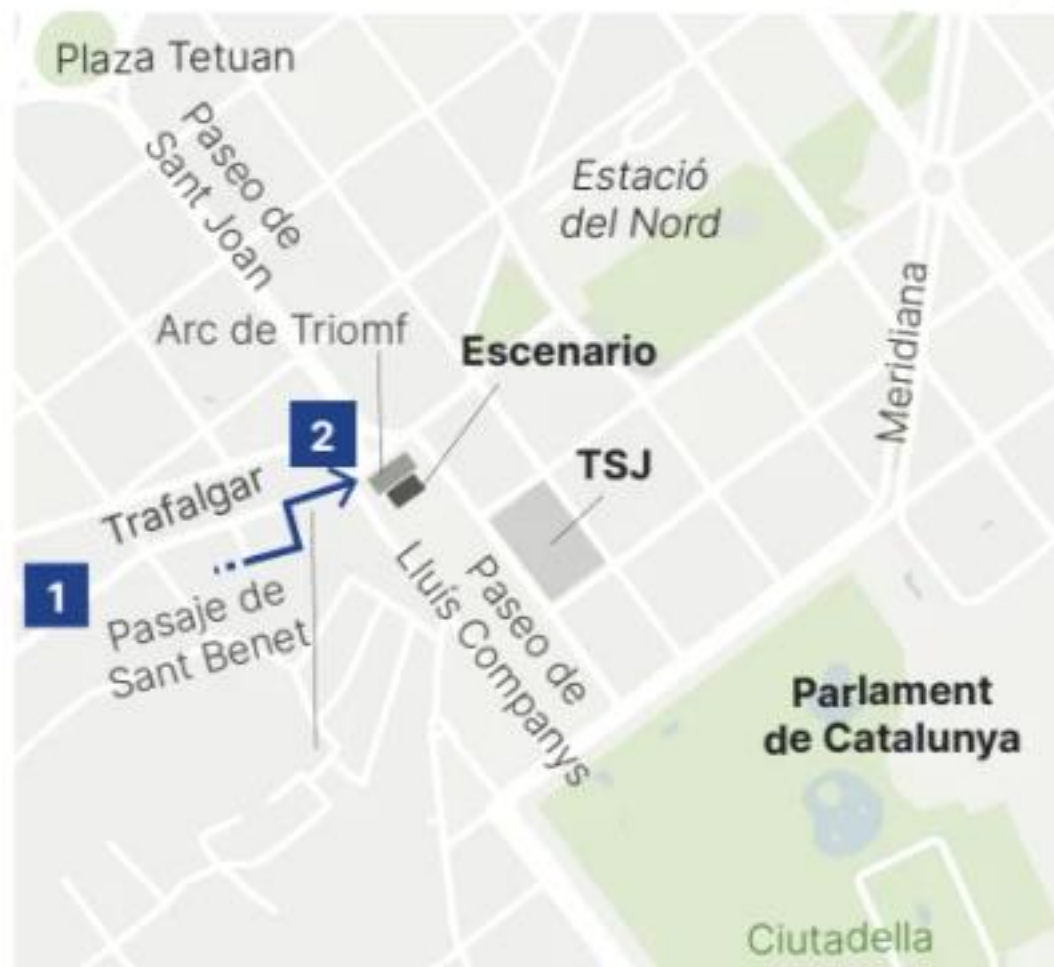 Plaza Tetuan
Paseo de
Sant Joan
Estació
del Nord
Arc de Triomf
Escenario
Meridiana
2
TSJ
Trafalgar
1
Pasaje de
Sant Benet
Paseo de
Lluís Companys
Parlament
de Catalunya
Ciutadella